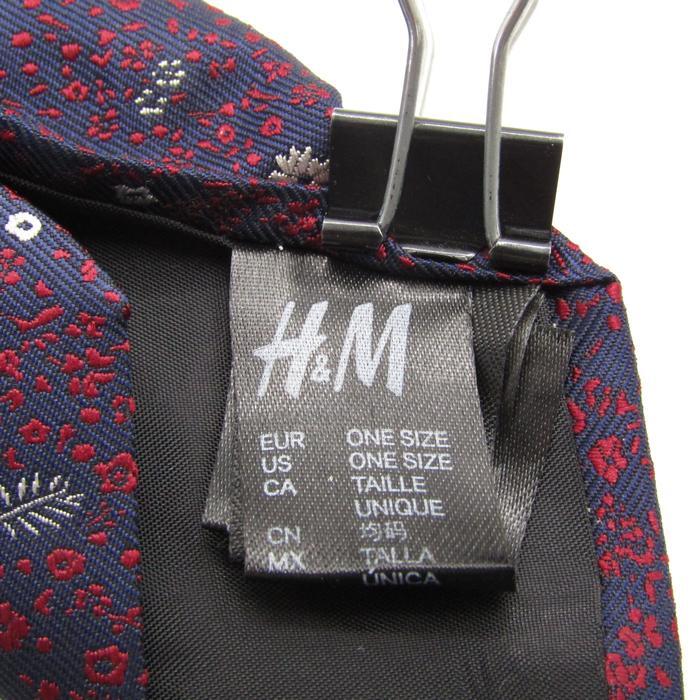 H&M
EUR ONE SIZE
US ONE SIZE
CA TAILLE
UNIQUE
CN 均码
MX TALLA
ÚNICA